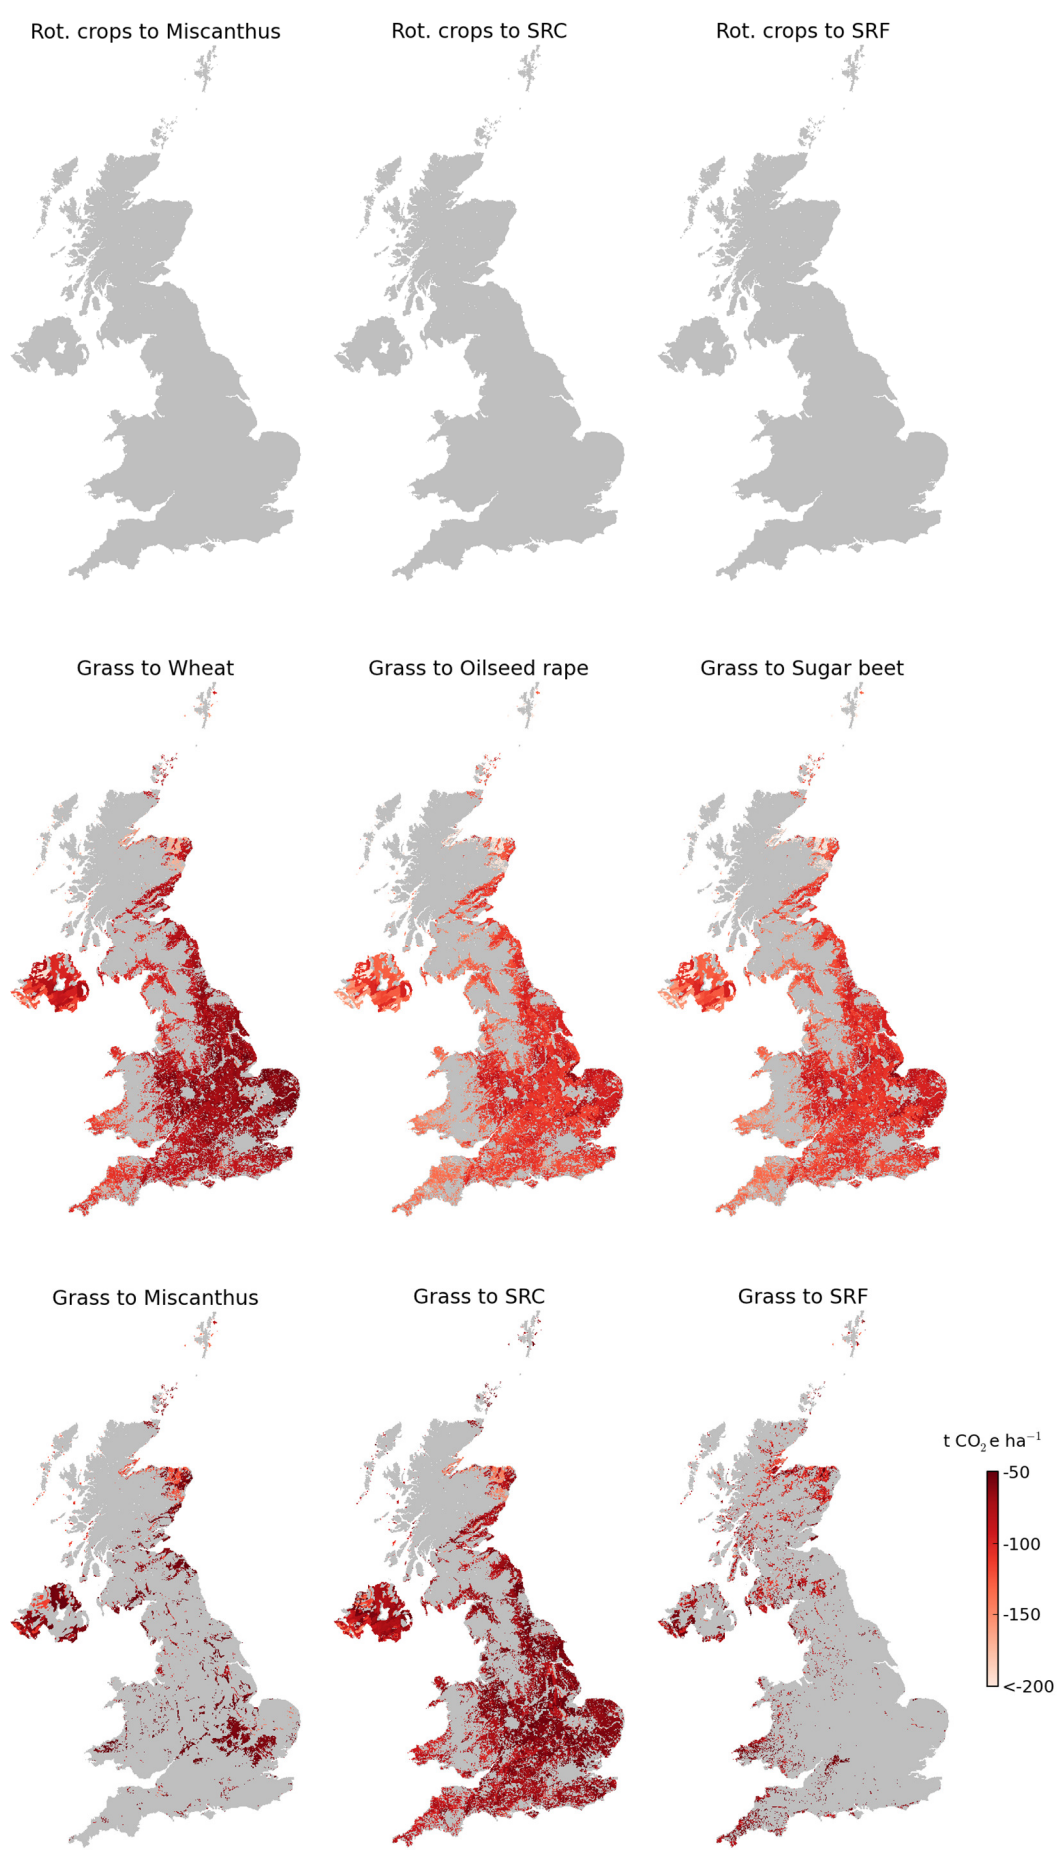 Rot. crops to Miscanthus
Rot. crops to SRC
Rot. crops to SRF
Grass to Wheat
Grass to Oilseed rape
Grass to Sugar beet
Grass to Miscanthus
Grass to SRC
Grass to SRF
t CO₂e ha⁻¹
-50
-100
-150
<-200